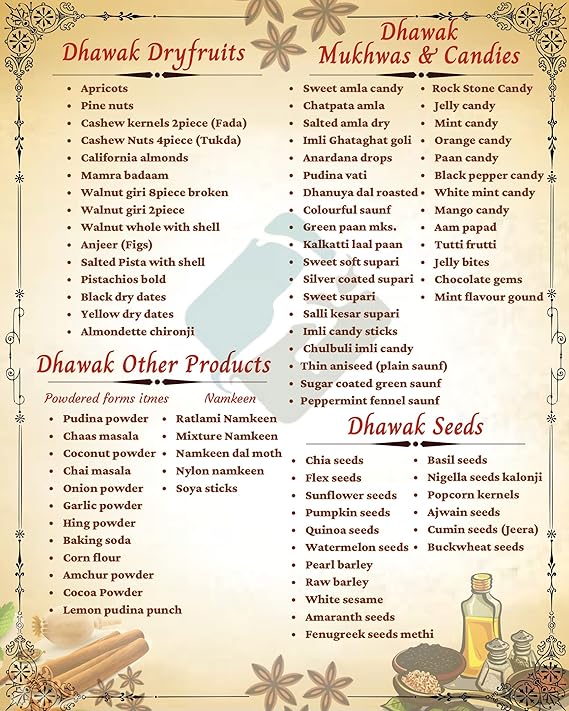 Dhawak Dryfruits
Apricots
Pine nuts
Cashew kernels 2piece (Fada)
Cashew Nuts 4piece (Tukda)
California almonds
Mamra badaam
Walnut giri 8piece broken
Walnut giri 2piece
Walnut whole with shell
Anjeer (Figs)
Salted Pista with shell
Pistachios bold
Black dry dates
Yellow dry dates
Almondette chironji
Dhawak
Mukhwas & Candies
Sweet amla candy
Chatpata amla
Salted amla dry
Imli Ghataghat goli
Anardana drops
Pudina vati
Dhanuya dal roasted
Colourful saunf
Green paan mks.
Kalkatti laal paan
Sweet soft supari
Silver coated supari
Sweet supari
Salli kesar supari
Imli candy sticks
Chulbuli imli candy
Thin aniseed (plain saunf)
Sugar coated green saunf
Peppermint fennel saunf
Rock Stone Candy
Jelly candy
Mint candy
Orange candy
Paan candy
Black pepper candy
White mint candy
Mango candy
Aam papad
Tutti frutti
Jelly bites
Chocolate gems
Mint flavour gound
Dhawak Other Products
Powdered forms itmes
Pudina powder
Chaas masala
Coconut powder
Chai masala
Onion powder
Garlic powder
Hing powder
Baking soda
Corn flour
Amchur powder
Cocoa Powder
Lemon pudina punch
Namkeen
Ratlami Namkeen
Mixture Namkeen
Namkeen dal moth
Nylon namkeen
Soya sticks
Dhawak Seeds
Chia seeds
Flex seeds
Sunflower seeds
Pumpkin seeds
Quinoa seeds
Watermelon seeds
Pearl barley
Raw barley
White sesame
Amaranth seeds
Fenugreek seeds methi
Basil seeds
Nigella seeds kalonji
Popcorn kernels
Ajwain seeds
Cumin seeds (Jeera)
Buckwheat seeds